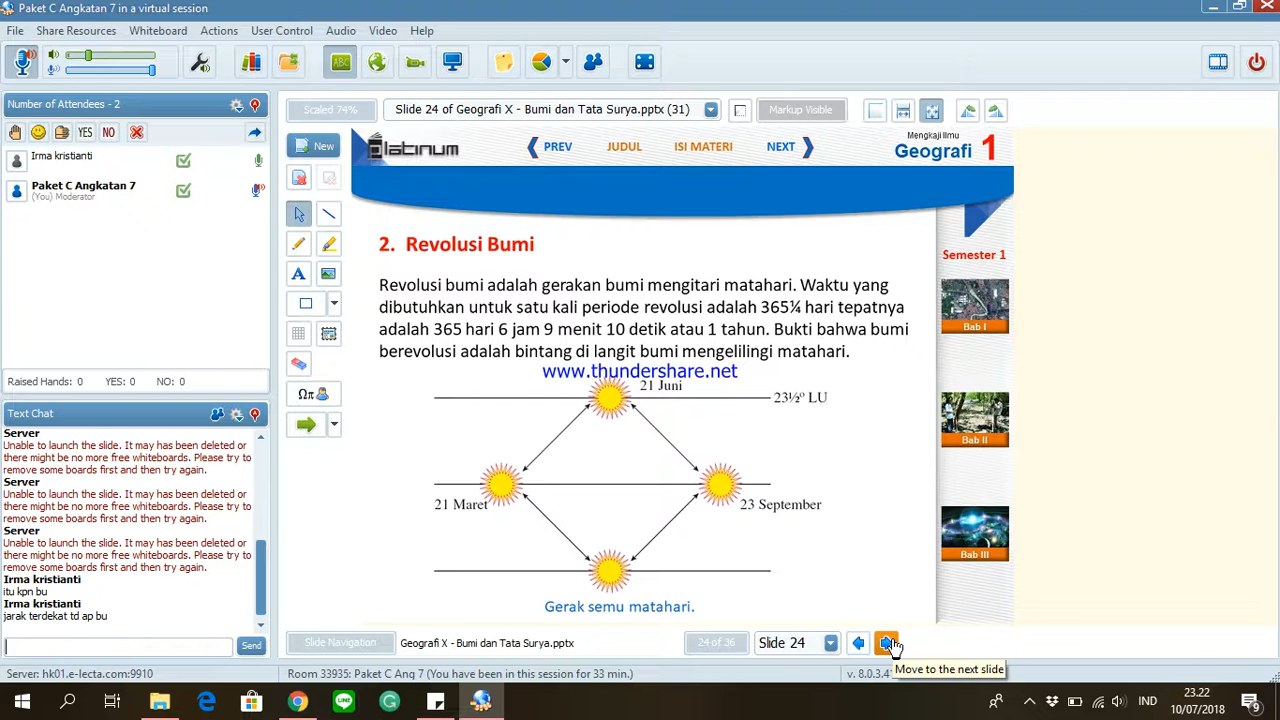 Paket C Angkatan 7 in a virtual session
File Share Resources Whiteboard Actions User Control Audio Video Help
Number of Attendees - 2
YES NO
Irma kristianti
Paket C Angkatan 7
(You) Moderator
Raised Hands: 0 YES: 0 NO: 0
Text Chat
Server
Unable to launch the slide. It may has been deleted or
there might be no more free whiteboards. Please try to
remove some boards first and then try again.
Server
Unable to launch the slide. It may has been deleted or
there might be no more free whiteboards. Please try to
remove some boards first and then try again.
Server
Unable to launch the slide. It may has been deleted or
there might be no more free whiteboards. Please try to
remove some boards first and then try again.
Irma kristianti
itu kpn bu
Irma kristianti
jarak terdekat td ap bu
Send
Scaled 74%
Slide 24 of Geografi X - Bumi dan Tata Surya.pptx (31)
Markup Visible
New
ABC
A
Ωπ
platinum
PREV JUDUL ISI MATERI NEXT
Mengkaji Ilmu
Geografi 1
Semester 1
Bab I
Bab II
Bab III
2. Revolusi Bumi
Revolusi bumi adalah gerakan bumi mengitari matahari. Waktu yang
dibutuhkan untuk satu kali periode revolusi adalah 365¼ hari tepatnya
adalah 365 hari 6 jam 9 menit 10 detik atau 1 tahun. Bukti bahwa bumi
berevolusi adalah bintang di langit bumi mengelilingi matahari.
www.thundershare.net
21 Juni
23½° LU
21 Maret
23 September
Gerak semu matahari.
Slide Navigation
Geografi X - Bumi dan Tata Surya.pptx
24 of 36
Slide 24
Move to the next slide
Server: hk01.e-lecta.com:9910
Room 33935: Paket C Ang 7 (You have been in this session for 33 min.)
v. 8.0.3.4
IND
23.22
10/07/2018
9